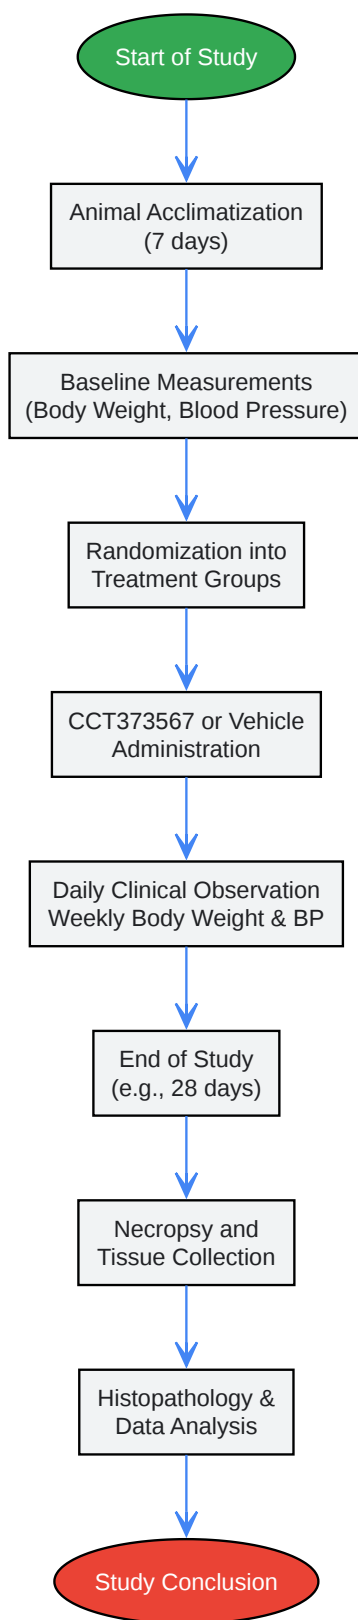 Start of Study
Animal Acclimatization
(7 days)
Baseline Measurements
(Body Weight, Blood Pressure)
Randomization into
Treatment Groups
CCT373567 or Vehicle
Administration
Daily Clinical Observation
Weekly Body Weight & BP
End of Study
(e.g., 28 days)
Necropsy and
Tissue Collection
Histopathology &
Data Analysis
Study Conclusion